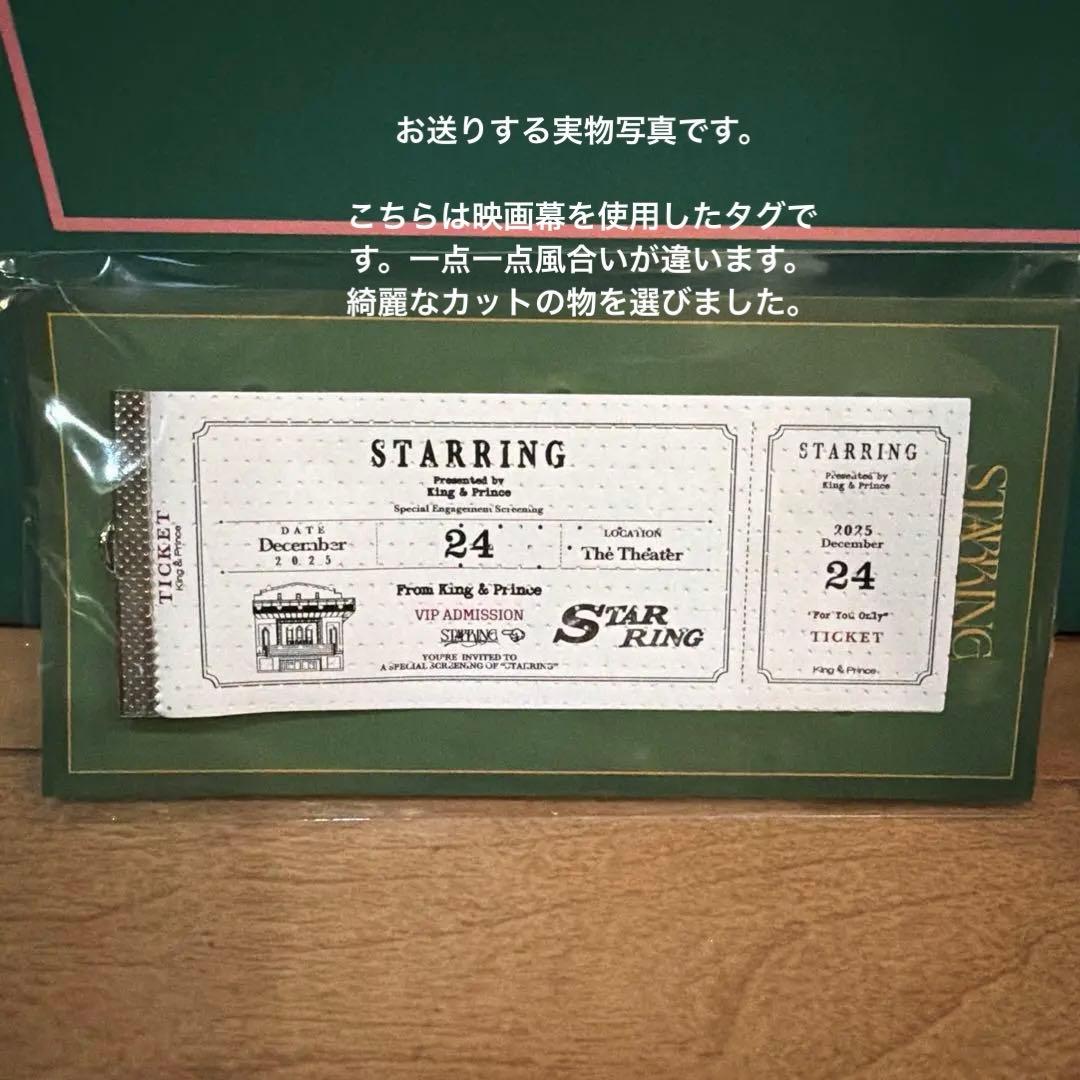 お送りする実物写真です。
こちらは映画幕を使用したタグで
す。一点一点風合いが違います。
綺麗なカットの物を選びました。
TICKET
King & Prince
STARRING
Presented by
King & Prince
Special Engagement Screening
DATE
December
2025
24
LOCATION
The Theater
From King & Prince
VIP ADMISSION
STARRING
YOU'RE INVITED TO
A SPECIAL SCREENING OF "STARRING"
STAR
RING
STARRING
Presented by
King & Prince
2025
December
24
"For You Only"
TICKET
King & Prince
STARRING